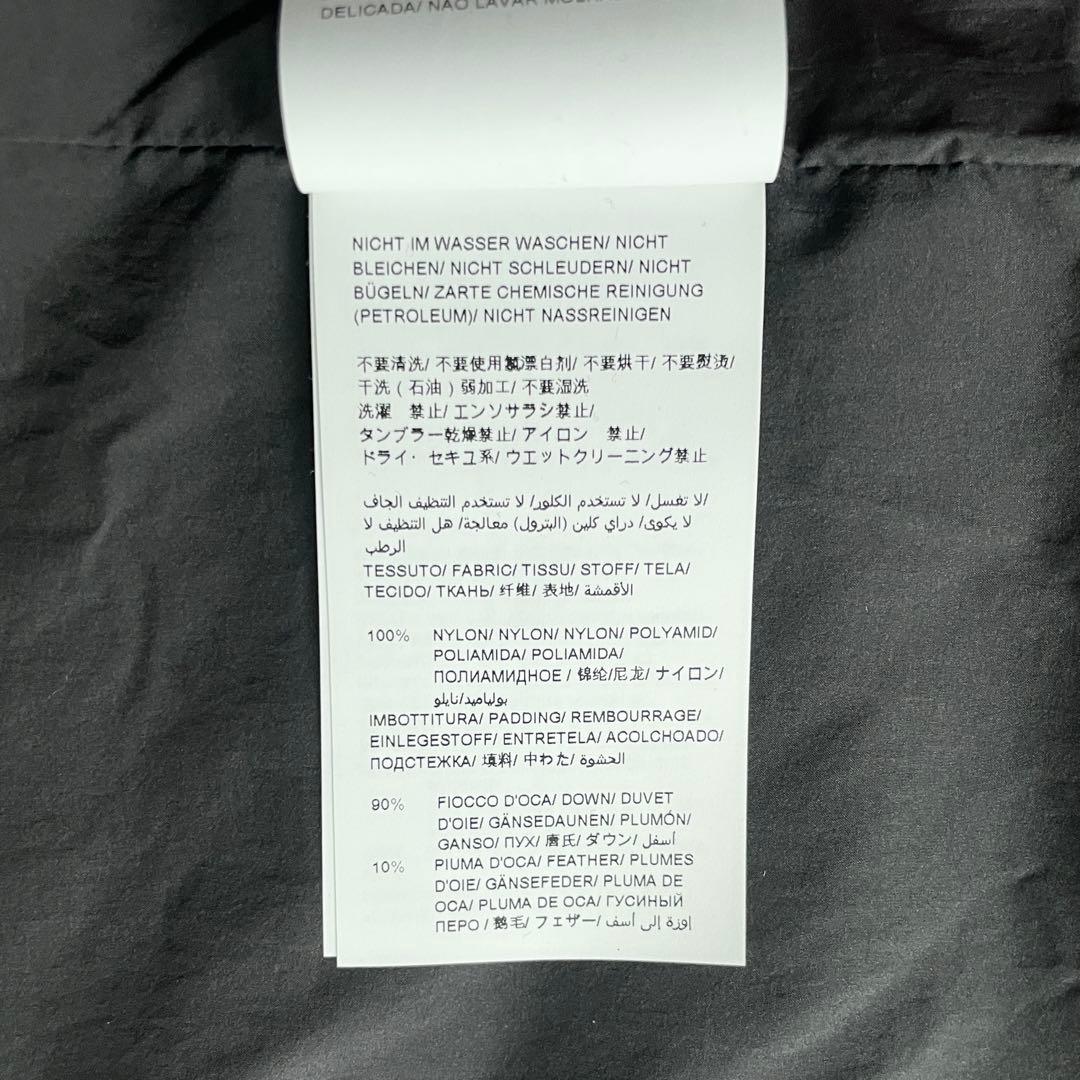 DELICADA/ NÃO LAVAR
NICHT IM WASSER WASCHEN/ NICHT
BLEICHEN/ NICHT SCHLEUDERN/ NICHT
BÜGELN/ ZARTE CHEMISCHE REINIGUNG
(PETROLEUM)/ NICHT NASSREINIGEN
不要清洗/ 不要使用氯漂白剂/ 不要烘干/ 不要熨烫/
干洗（石油）弱加工/ 不要湿洗
洗濯　禁止/ エンソサラシ禁止/
タンブラー乾燥禁止/ アイロン　禁止/
ドライ・セキユ系/ ウエットクリーニング禁止
/لا تغسل/ لا تستخدم الكلور/ لا تستخدم التنظيف الجاف
لا يكوى/ دراي كلين (البترول) معالجة/ هل التنظيف لا
الرطب
TESSUTO/ FABRIC/ TISSU/ STOFF/ TELA/
TECIDO/ ТКАНЬ/ 纤维/ 表地/ الأقمشة
100% NYLON/ NYLON/ NYLON/ POLYAMID/
POLIAMIDA/ POLIAMIDA/
ПОЛИАМИДНОЕ / 锦纶/尼龙/ ナイロン/
بولياميد/نايلو
IMBOTTITURA/ PADDING/ REMBOURRAGE/
EINLEGESTOFF/ ENTRETELA/ ACOLCHOADO/
ПОДСТЕЖКА/ 填料/ 中わた/ الحشوة
90% FIOCCO D'OCA/ DOWN/ DUVET
D'OIE/ GÄNSEDAUNEN/ PLUMÓN/
GANSO/ ПУХ/ 唐氏/ ダウン/ أسفل/
10% PIUMA D'OCA/ FEATHER/ PLUMES
D'OIE/ GÄNSEFEDER/ PLUMA DE
OCA/ PLUMA DE OCA/ ГУСИНЫЙ
ПЕРО / 鹅毛/ フェザー/ إوزة إلى أسف